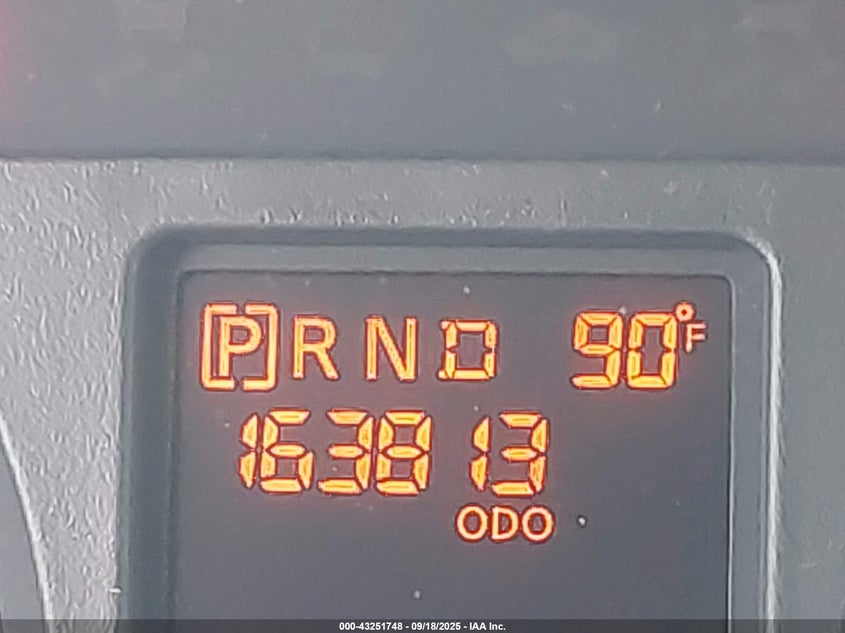 [P] R N D 90°F
163813
ODO
000-43251748 - 09/18/2025 - IAA Inc.